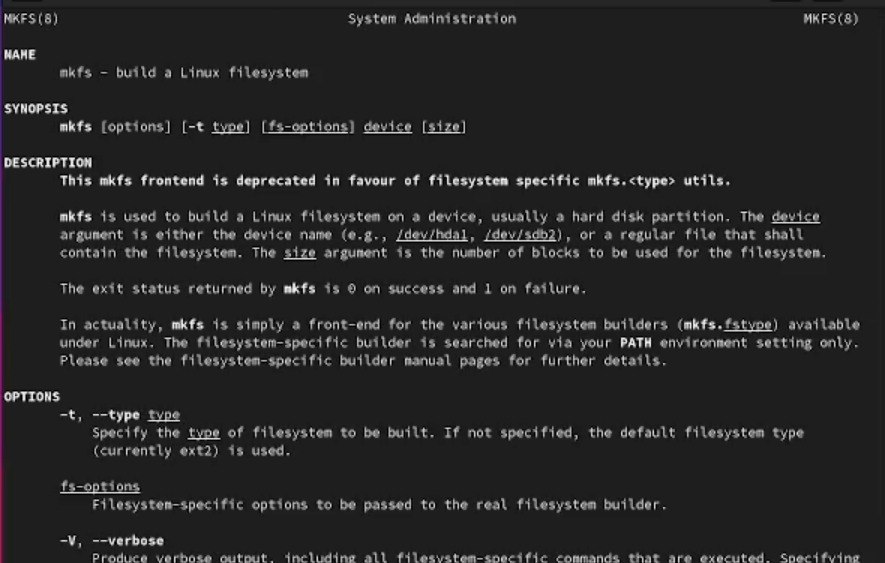 MKFS(8) System Administration MKFS(8)
NAME
mkfs - build a Linux filesystem
SYNOPSIS
mkfs [options] [-t type] [fs-options] device [size]
DESCRIPTION
This mkfs frontend is deprecated in favour of filesystem specific mkfs.<type> utils.
mkfs is used to build a Linux filesystem on a device, usually a hard disk partition. The device
argument is either the device name (e.g., /dev/hda1, /dev/sdb2), or a regular file that shall
contain the filesystem. The size argument is the number of blocks to be used for the filesystem.
The exit status returned by mkfs is 0 on success and 1 on failure.
In actuality, mkfs is simply a front-end for the various filesystem builders (mkfs.fstype) available
under Linux. The filesystem-specific builder is searched for via your PATH environment setting only.
Please see the filesystem-specific builder manual pages for further details.
OPTIONS
-t, --type type
Specify the type of filesystem to be built. If not specified, the default filesystem type
(currently ext2) is used.
fs-options
Filesystem-specific options to be passed to the real filesystem builder.
-V, --verbose
Produce verbose output, including all filesystem-specific commands that are executed. Specifying